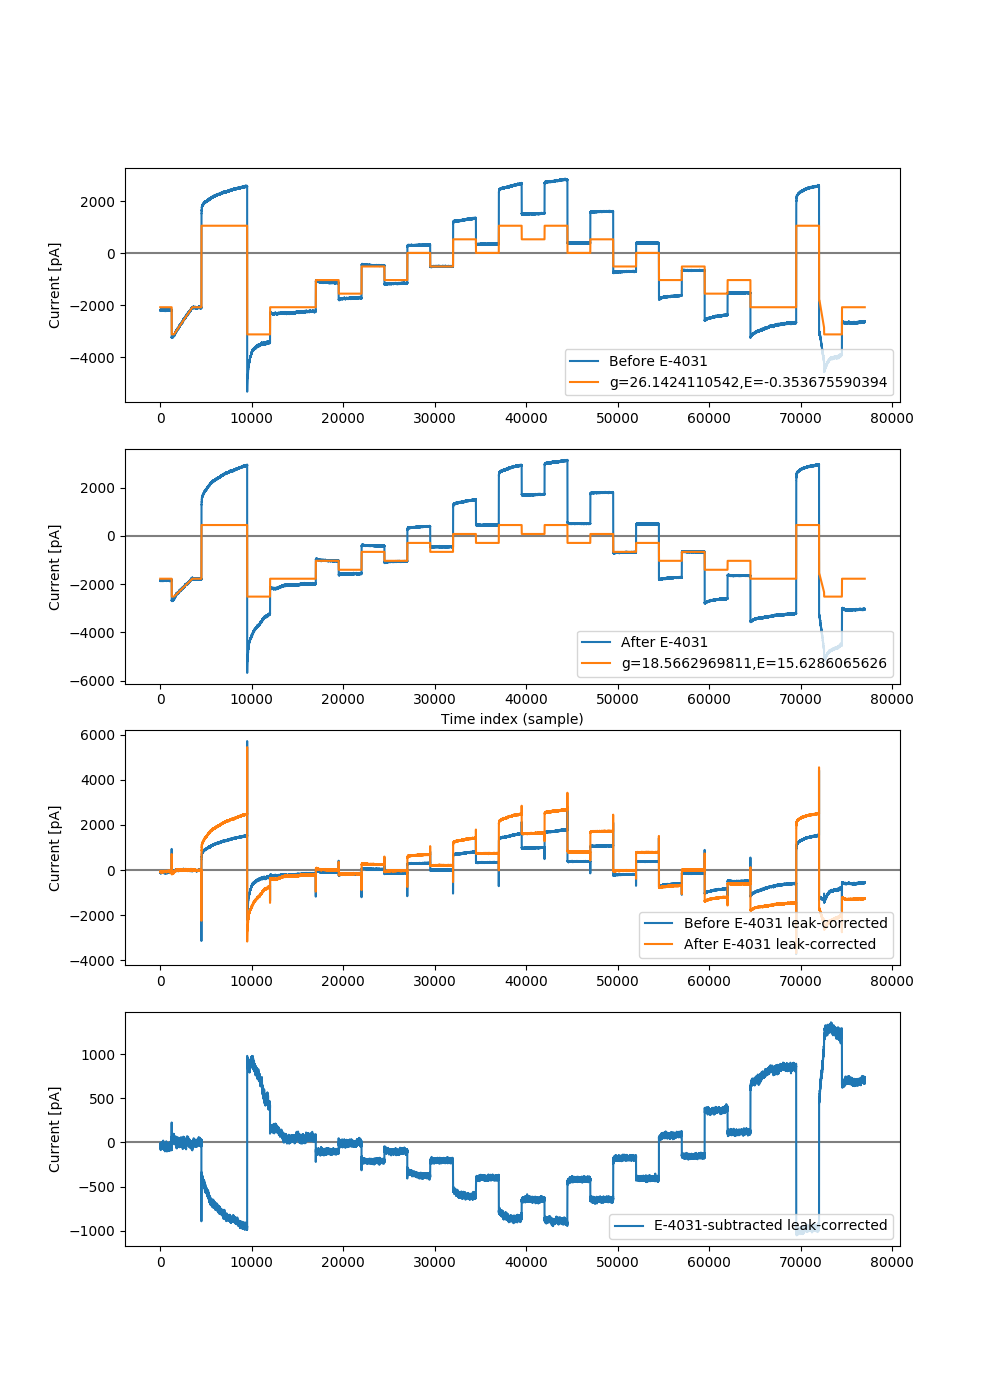 2000
0
−2000
−4000
Current [pA]
Before E-4031
g=26.1424110542,E=-0.353675590394
0 10000 20000 30000 40000 50000 60000 70000 80000
2000
0
−2000
−4000
−6000
Current [pA]
After E-4031
g=18.5662969811,E=15.6286065626
0 10000 20000 30000 40000 50000 60000 70000 80000
Time index (sample)
6000
4000
2000
0
−2000
−4000
Current [pA]
Before E-4031 leak-corrected
After E-4031 leak-corrected
0 10000 20000 30000 40000 50000 60000 70000 80000
1000
500
0
−500
−1000
Current [pA]
E-4031-subtracted leak-corrected
0 10000 20000 30000 40000 50000 60000 70000 80000